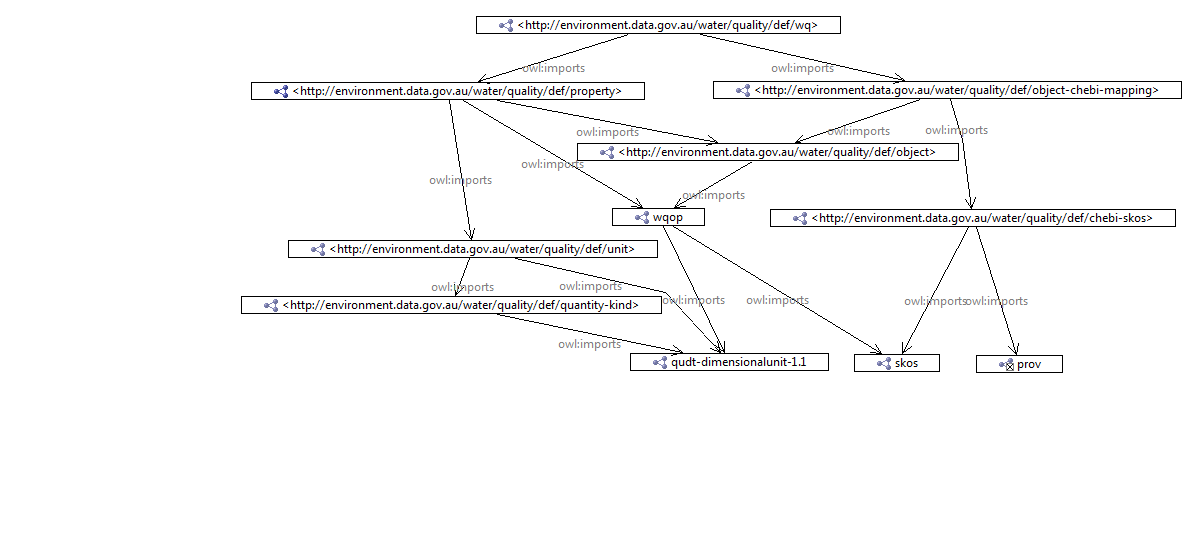 <http://environment.data.gov.au/water/quality/def/wq>
owl:imports
owl:imports
<http://environment.data.gov.au/water/quality/def/property>
<http://environment.data.gov.au/water/quality/def/object-chebi-mapping>
owl:imports
owl:imports
owl:imports
<http://environment.data.gov.au/water/quality/def/object>
owl:imports
owl:imports
owl:imports
wqop
<http://environment.data.gov.au/water/quality/def/chebi-skos>
<http://environment.data.gov.au/water/quality/def/unit>
owl:imports
owl:imports
owl:imports
owl:imports
owl:imports
owl:imports
<http://environment.data.gov.au/water/quality/def/quantity-kind>
owl:imports
qudt-dimensionalunit-1.1
skos
prov